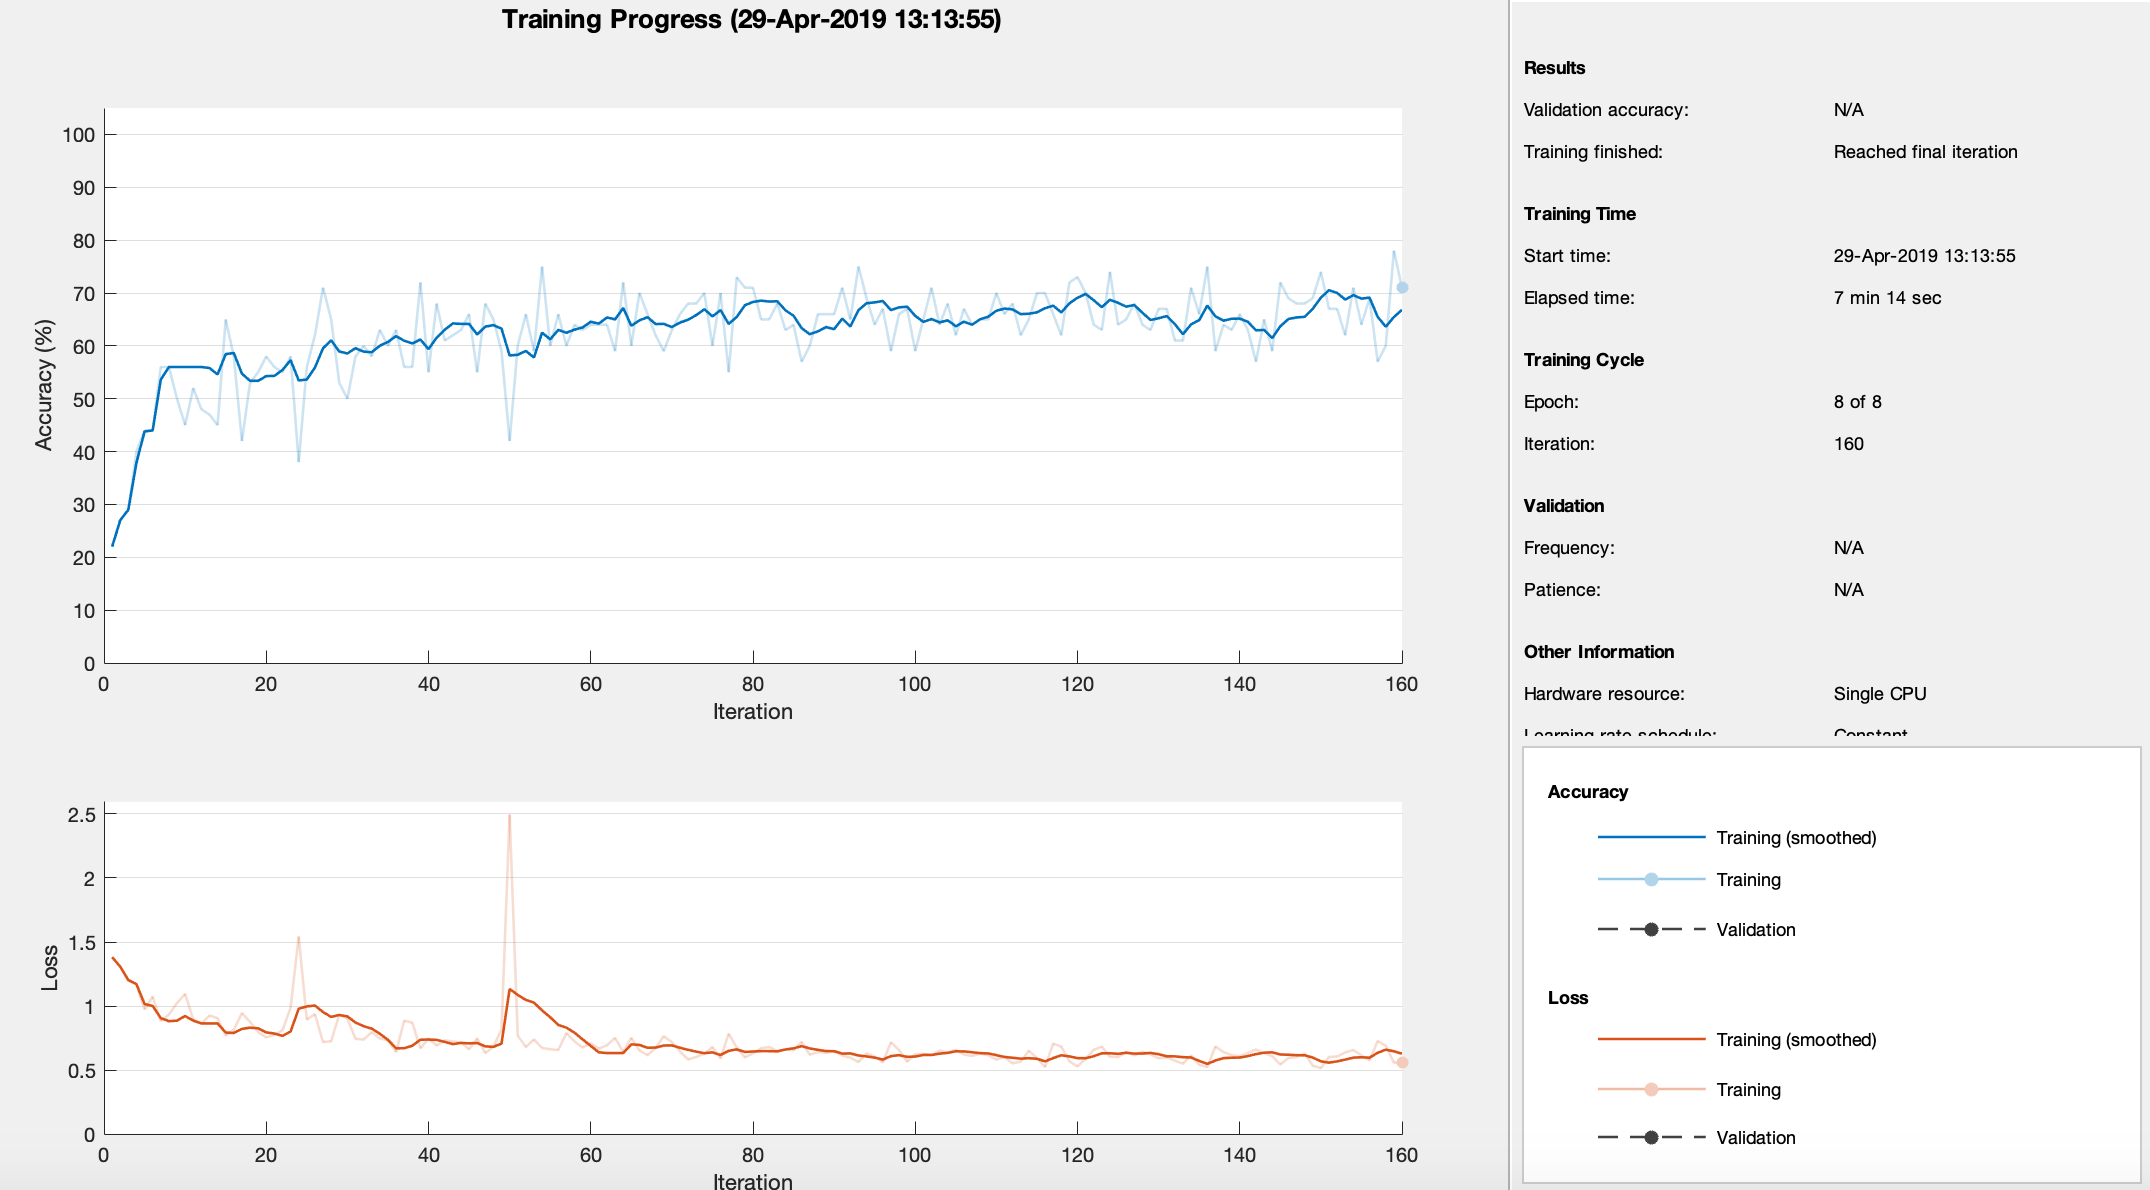 Training Progress (29-Apr-2019 13:13:55)
100
90
80
70
60
50
40
30
20
10
0
Accuracy (%)
0 20 40 60 80 100 120 140 160
Iteration
2.5
2
1.5
1
0.5
0
Loss
0 20 40 60 80 100 120 140 160
Iteration
Results
Validation accuracy: N/A
Training finished: Reached final iteration
Training Time
Start time: 29-Apr-2019 13:13:55
Elapsed time: 7 min 14 sec
Training Cycle
Epoch: 8 of 8
Iteration: 160
Validation
Frequency: N/A
Patience: N/A
Other Information
Hardware resource: Single CPU
Learning rate schedule: Constant
Accuracy
Training (smoothed)
Training
Validation
Loss
Training (smoothed)
Training
Validation